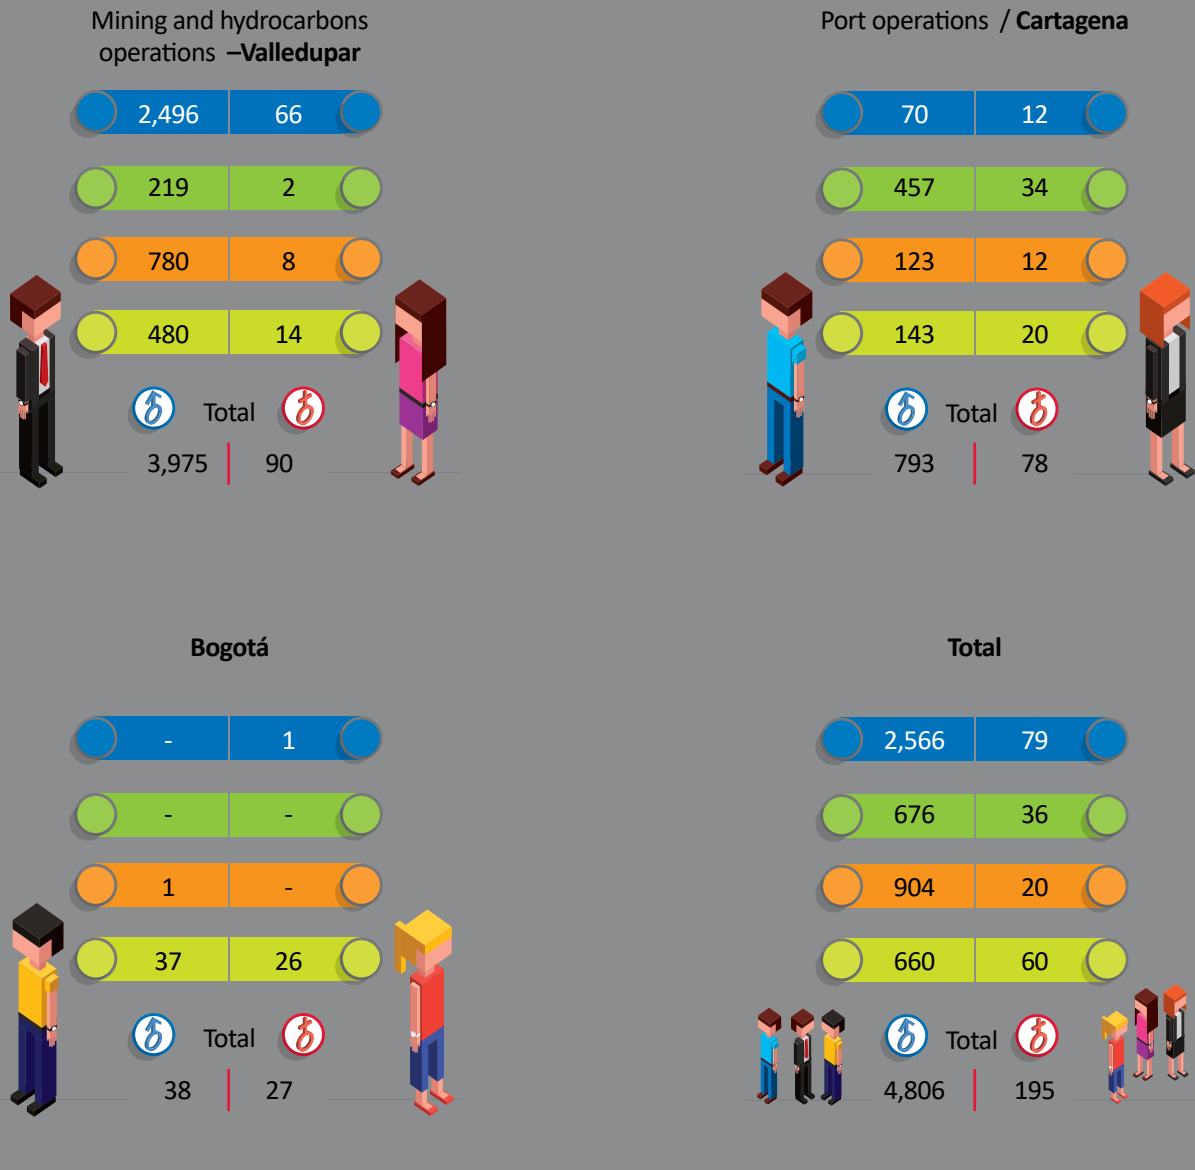 Mining and hydrocarbons
operations –Valledupar
2,496 66
219 2
780 8
480 14
Total
3,975 90
Port operations / Cartagena
70 12
457 34
123 12
143 20
Total
793 78
Bogotá
- 1
- -
1 -
37 26
Total
38 27
Total
2,566 79
676 36
904 20
660 60
Total
4,806 195